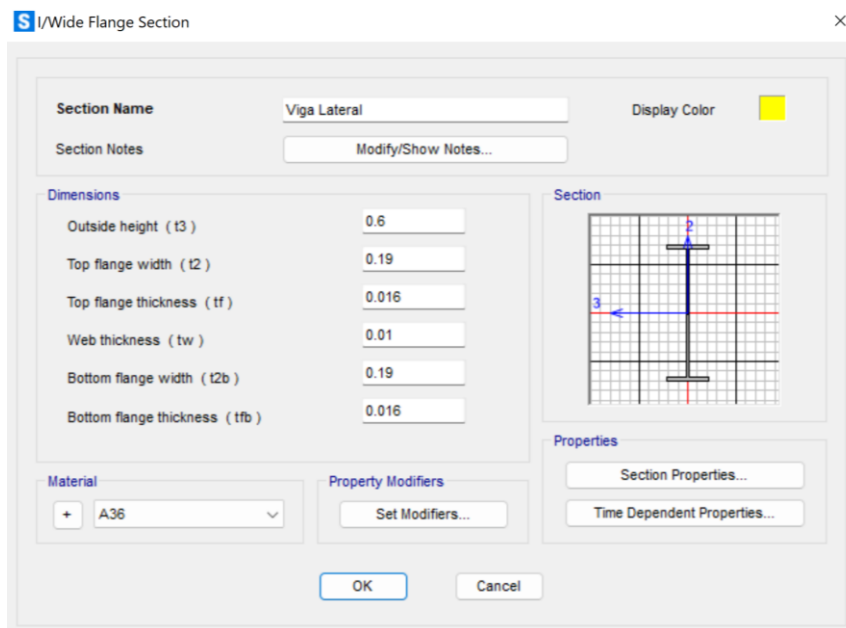 S I/Wide Flange Section
Section Name Viga Lateral Display Color
Section Notes Modify/Show Notes...
Dimensions
Outside height ( t3 ) 0.6
Top flange width ( t2 ) 0.19
Top flange thickness ( tf ) 0.016
Web thickness ( tw ) 0.01
Bottom flange width ( t2b ) 0.19
Bottom flange thickness ( tfb ) 0.016
Section
2
3
Material
+ A36
Property Modifiers
Set Modifiers...
Properties
Section Properties...
Time Dependent Properties...
OK Cancel